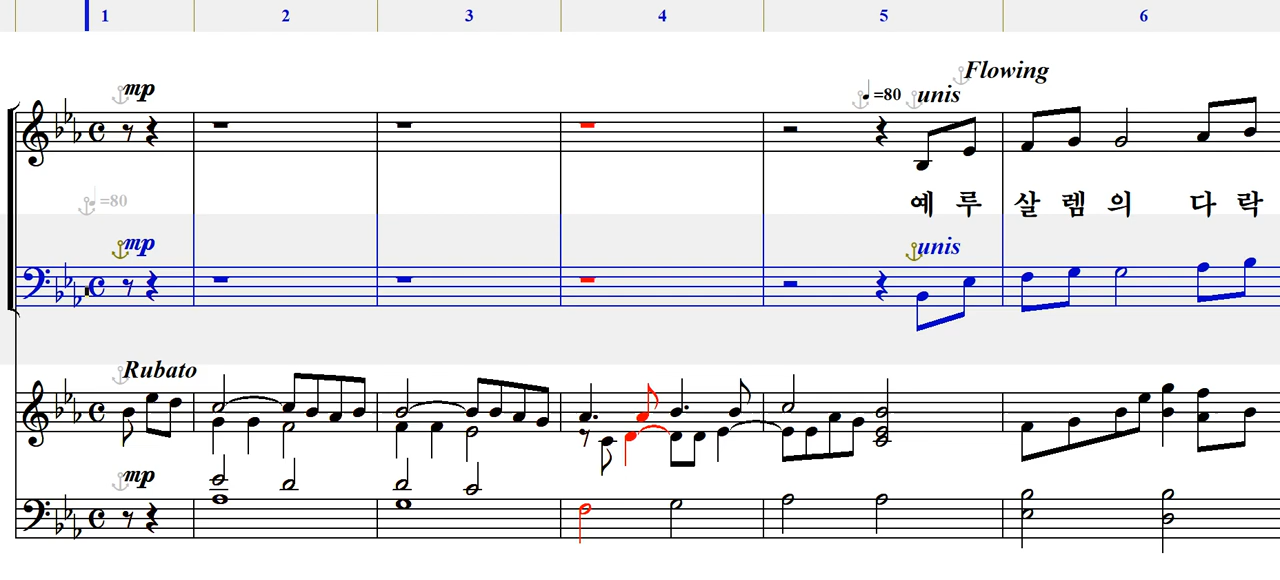 1 2 3 4 5 6
Flowing
mp =80 unis
예 루 살 렘 의 다 락
=80
mp unis
Rubato
mp